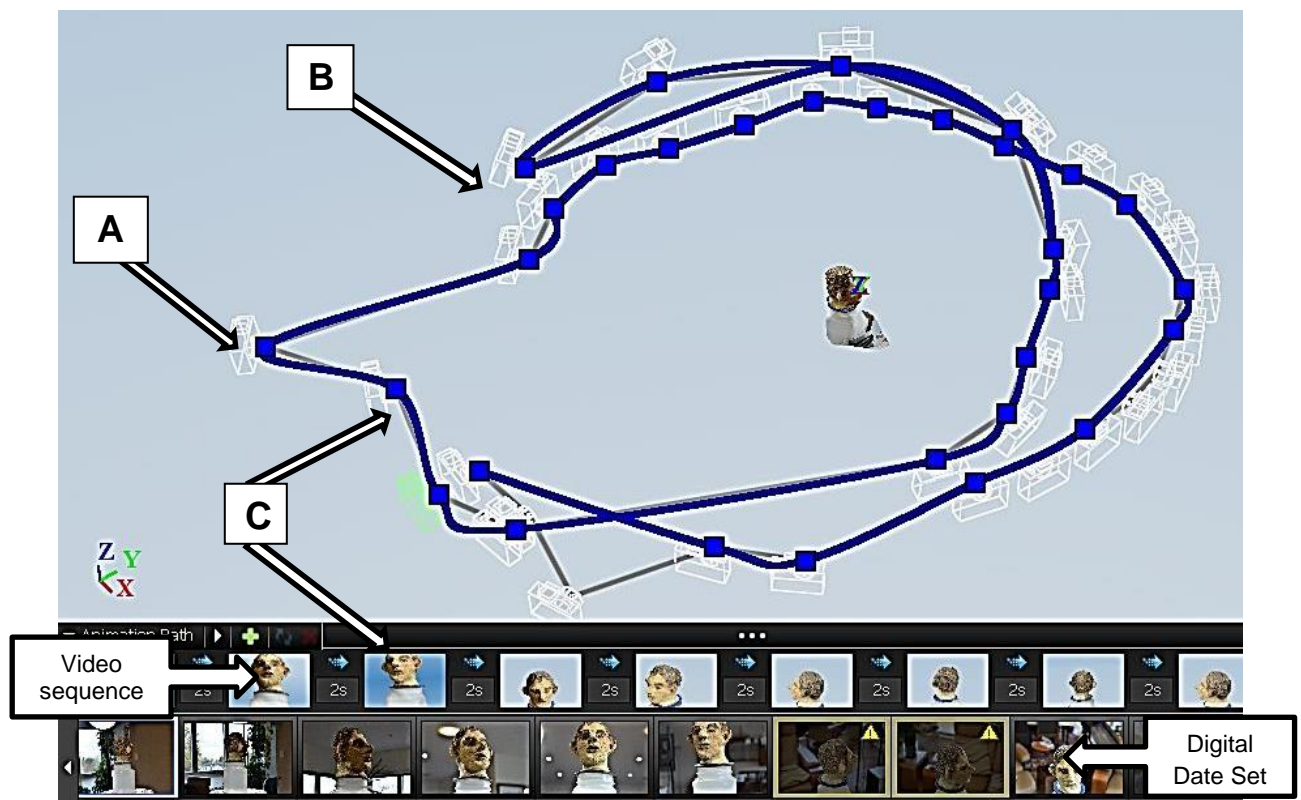 B
A
C
Z Y
X
Animation Path
Video
sequence
2s 2s 2s 2s 2s 2s 2s 2s
Digital
Date Set